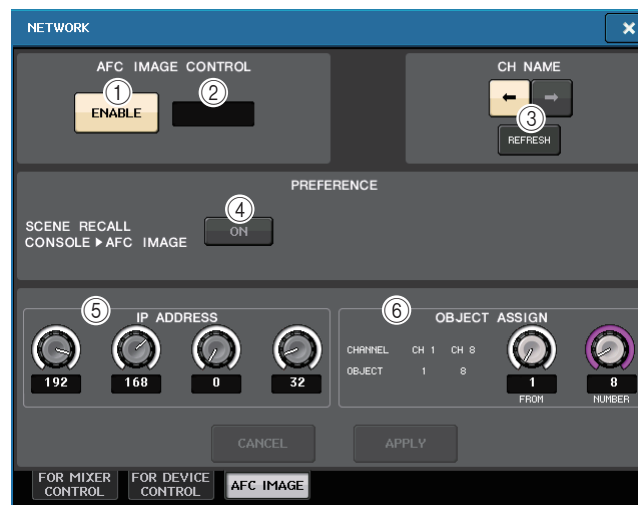 NETWORK
AFC IMAGE CONTROL
CH NAME
① ②
ENABLE
③
REFRESH
PREFERENCE
④
SCENE RECALL
CONSOLE ▶ AFC IMAGE
ON
⑤ IP ADDRESS
⑥ OBJECT ASSIGN
CHANNEL CH 1 CH 8
OBJECT 1 8
192 168 0 32
1 8
FROM NUMBER
CANCEL APPLY
FOR MIXER CONTROL
FOR DEVICE CONTROL
AFC IMAGE